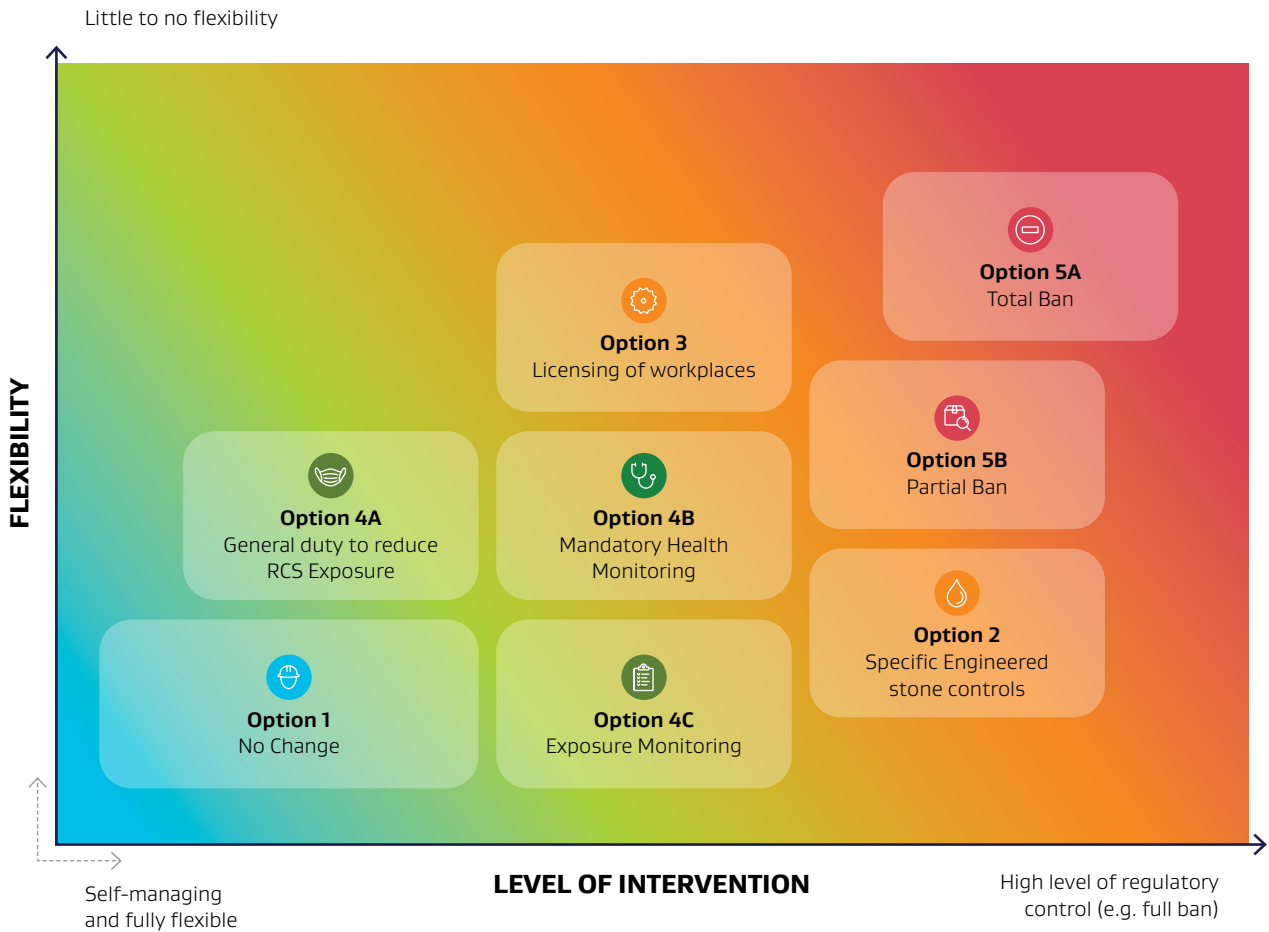 Little to no flexibility
FLEXIBILITY
Option 5A
Total Ban
Option 3
Licensing of workplaces
Option 5B
Partial Ban
Option 4A
General duty to reduce
RCS Exposure
Option 4B
Mandatory Health
Monitoring
Option 2
Specific Engineered
stone controls
Option 1
No Change
Option 4C
Exposure Monitoring
Self-managing
and fully flexible
LEVEL OF INTERVENTION
High level of regulatory
control (e.g. full ban)